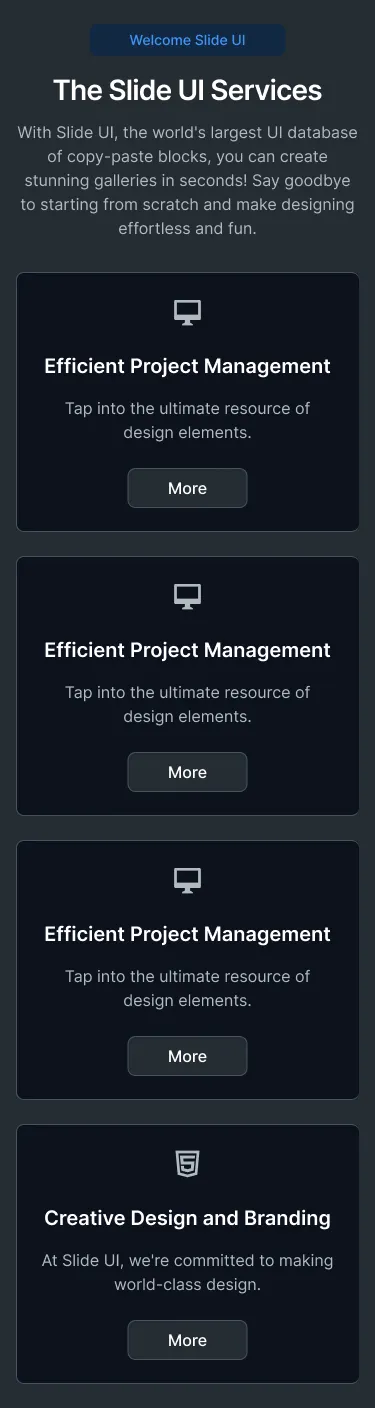 Welcome Slide UI
The Slide UI Services
With Slide UI, the world's largest UI database
of copy-paste blocks, you can create
stunning galleries in seconds! Say goodbye
to starting from scratch and make designing
effortless and fun.
Efficient Project Management
Tap into the ultimate resource of
design elements.
More
Efficient Project Management
Tap into the ultimate resource of
design elements.
More
Efficient Project Management
Tap into the ultimate resource of
design elements.
More
Creative Design and Branding
At Slide UI, we're committed to making
world-class design.
More